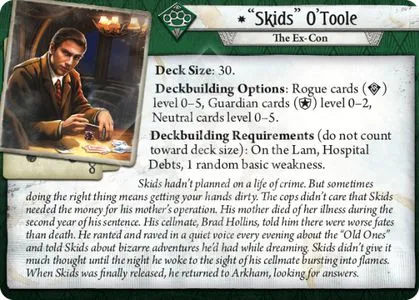 "Skids" O'Toole
The Ex-Con
Deck Size: 30.
Deckbuilding Options: Rogue cards ( )
level 0–5, Guardian cards ( ) level 0–2,
Neutral cards level 0–5.
Deckbuilding Requirements (do not count
toward deck size): On the Lam, Hospital
Debts, 1 random basic weakness.
Skids hadn't planned on a life of crime. But sometimes
doing the right thing means getting your hands dirty. The cops didn't care that Skids
needed the money for his mother's operation. His mother died of her illness during the
second year of his sentence. His cellmate, Brad Hollins, told him there were worse fates
than death. He ranted and raved in a quiet voice every evening about the "Old Ones"
and told Skids about bizarre adventures he'd had while dreaming. Skids didn't give it
much thought until the night he woke to the sight of his cellmate bursting into flames.
When Skids was finally released, he returned to Arkham, looking for answers.